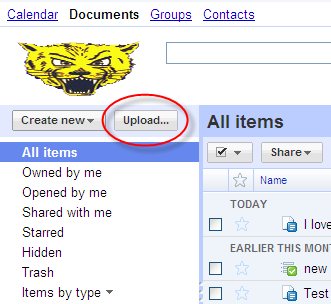 Calendar Documents Groups Contacts
Create new Upload...
All items
Owned by me
Opened by me
Shared with me
Starred
Hidden
Trash
Items by type
All items
Share
Name
TODAY
I love
EARLIER THIS MON
new
Test